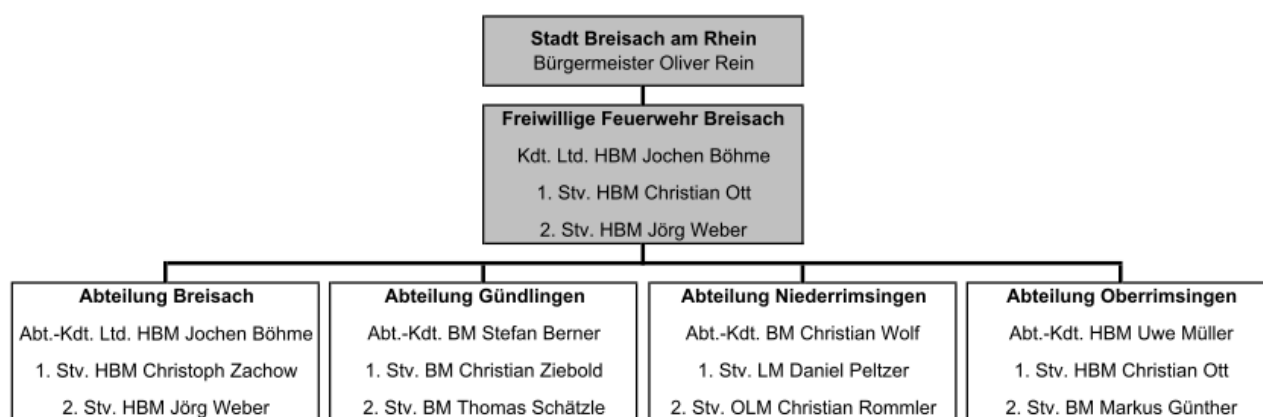 Stadt Breisach am Rhein
Bürgermeister Oliver Rein
Freiwillige Feuerwehr Breisach
Kdt. Ltd. HBM Jochen Böhme
1. Stv. HBM Christian Ott
2. Stv. HBM Jörg Weber
Abteilung Breisach
Abt.-Kdt. Ltd. HBM Jochen Böhme
1. Stv. HBM Christoph Zachow
2. Stv. HBM Jörg Weber
Abteilung Gündlingen
Abt.-Kdt. BM Stefan Berner
1. Stv. BM Christian Ziebold
2. Stv. BM Thomas Schätzle
Abteilung Niederrimsingen
Abt.-Kdt. BM Christian Wolf
1. Stv. LM Daniel Peltzer
2. Stv. OLM Christian Rommler
Abteilung Oberrimsingen
Abt.-Kdt. HBM Uwe Müller
1. Stv. HBM Christian Ott
2. Stv. BM Markus Günther